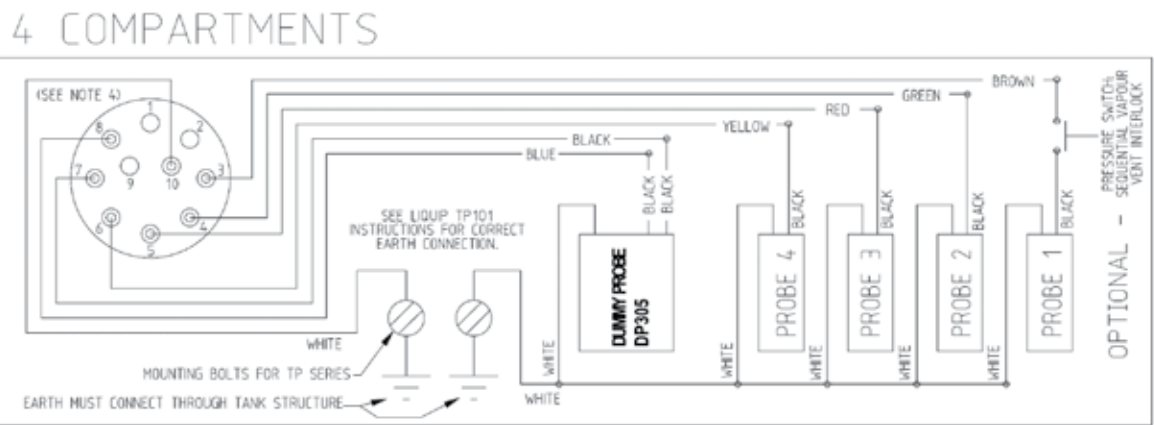 4 COMPARTMENTS
(SEE NOTE 4)
1
2
3
4
5
6
7
8
9
10
BROWN
GREEN
RED
YELLOW
BLACK
BLUE
SEE LIQUIP TP101
INSTRUCTIONS FOR CORRECT
EARTH CONNECTION.
BLACK
BLACK
BLACK
BLACK
BLACK
BLACK
DUMMY PROBE
DP305
PROBE 4
PROBE 3
PROBE 2
PROBE 1
PRESSURE SWITCH:
SEQUENTIAL VAPOUR
VENT INTERLOCK
OPTIONAL -
WHITE
WHITE
WHITE
WHITE
WHITE
WHITE
WHITE
MOUNTING BOLTS FOR TP SERIES
EARTH MUST CONNECT THROUGH TANK STRUCTURE